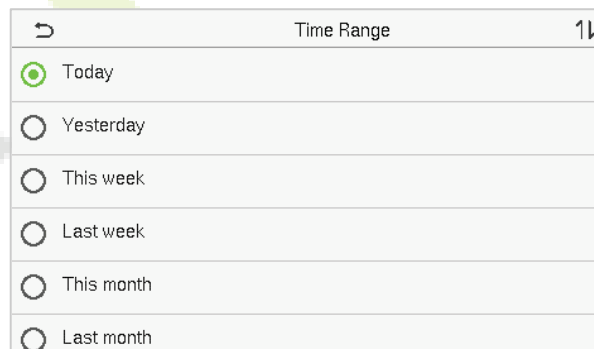 Time Range
Today
Yesterday
This week
Last week
This month
Last month